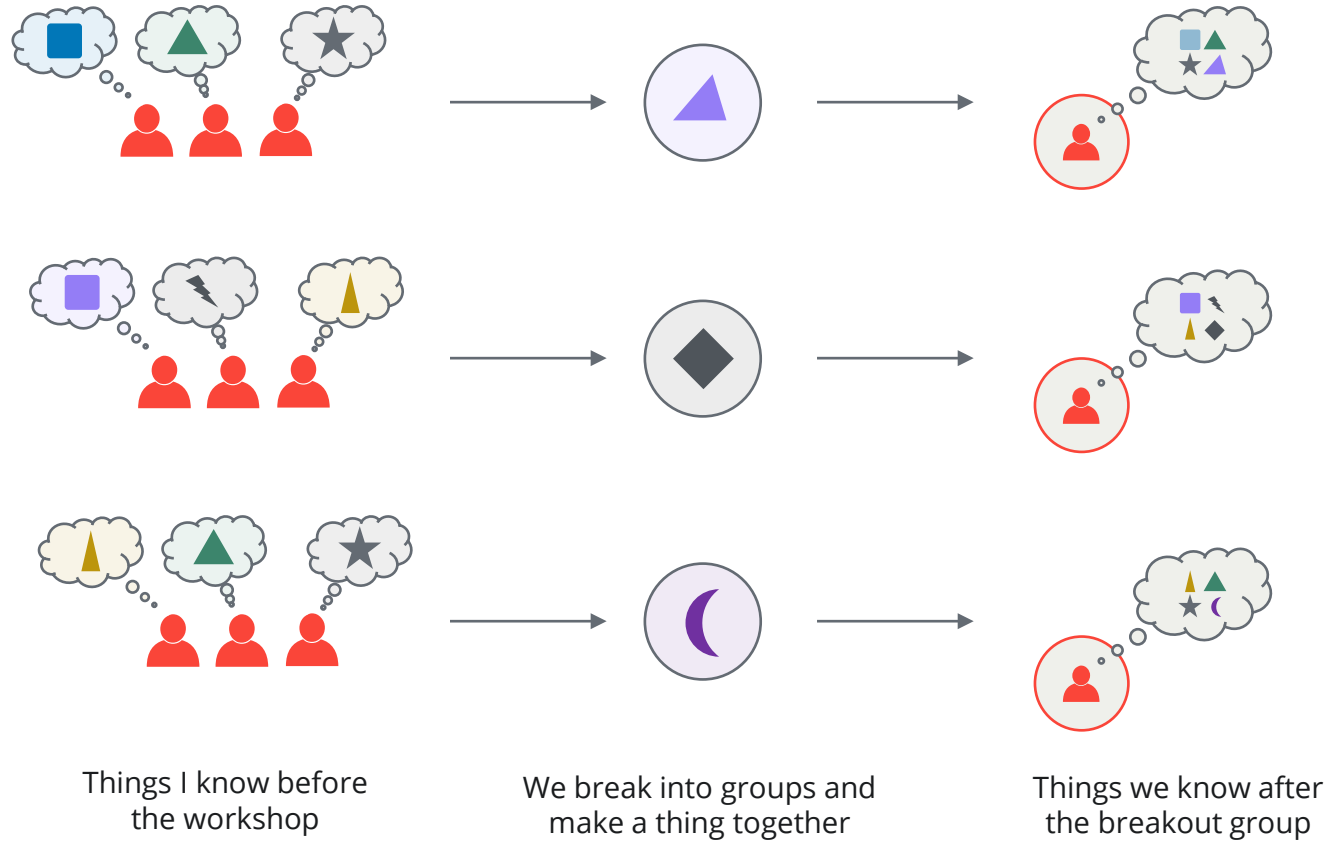 Things I know before
the workshop
We break into groups and
make a thing together
Things we know after
the breakout group